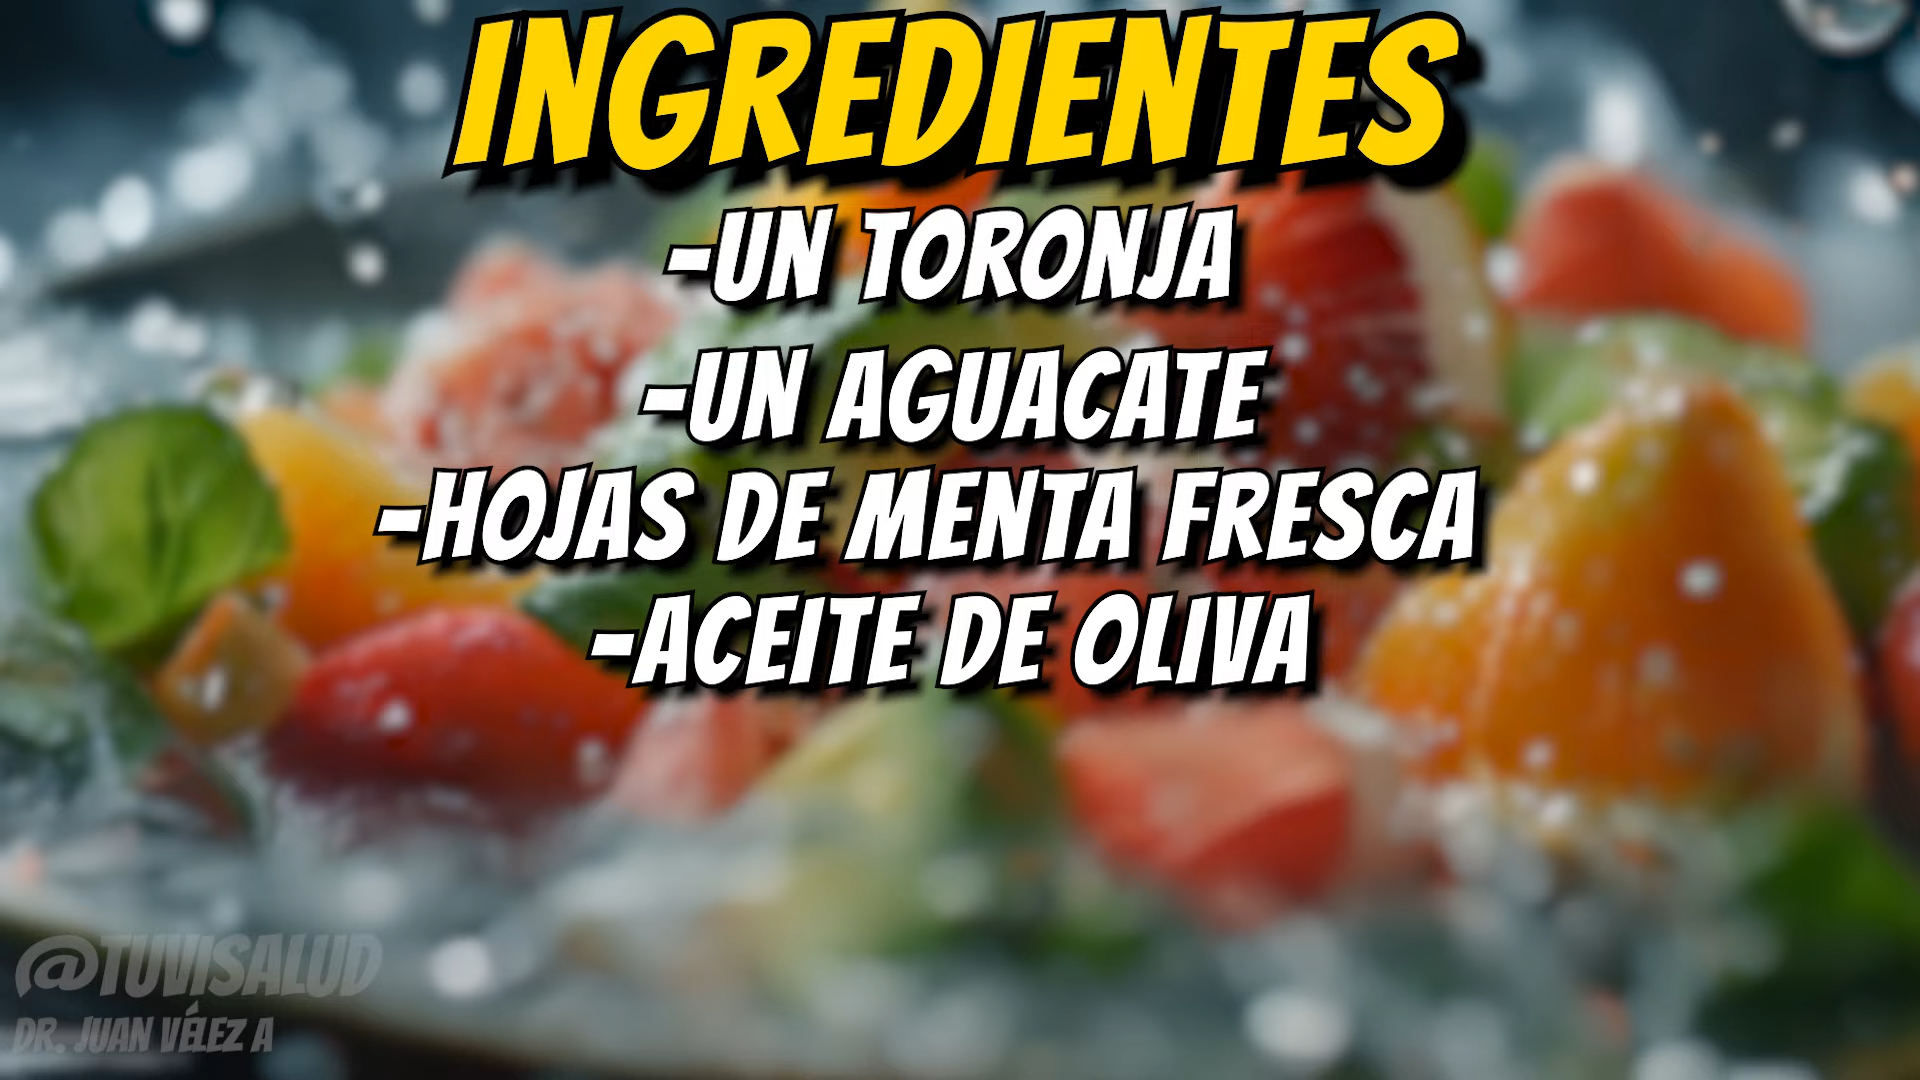 INGREDIENTES
-UN TORONJA
-UN AGUACATE
-HOJAS DE MENTA FRESCA
-ACEITE DE OLIVA
@TUVISALUD
DR. JUAN VÉLEZ A